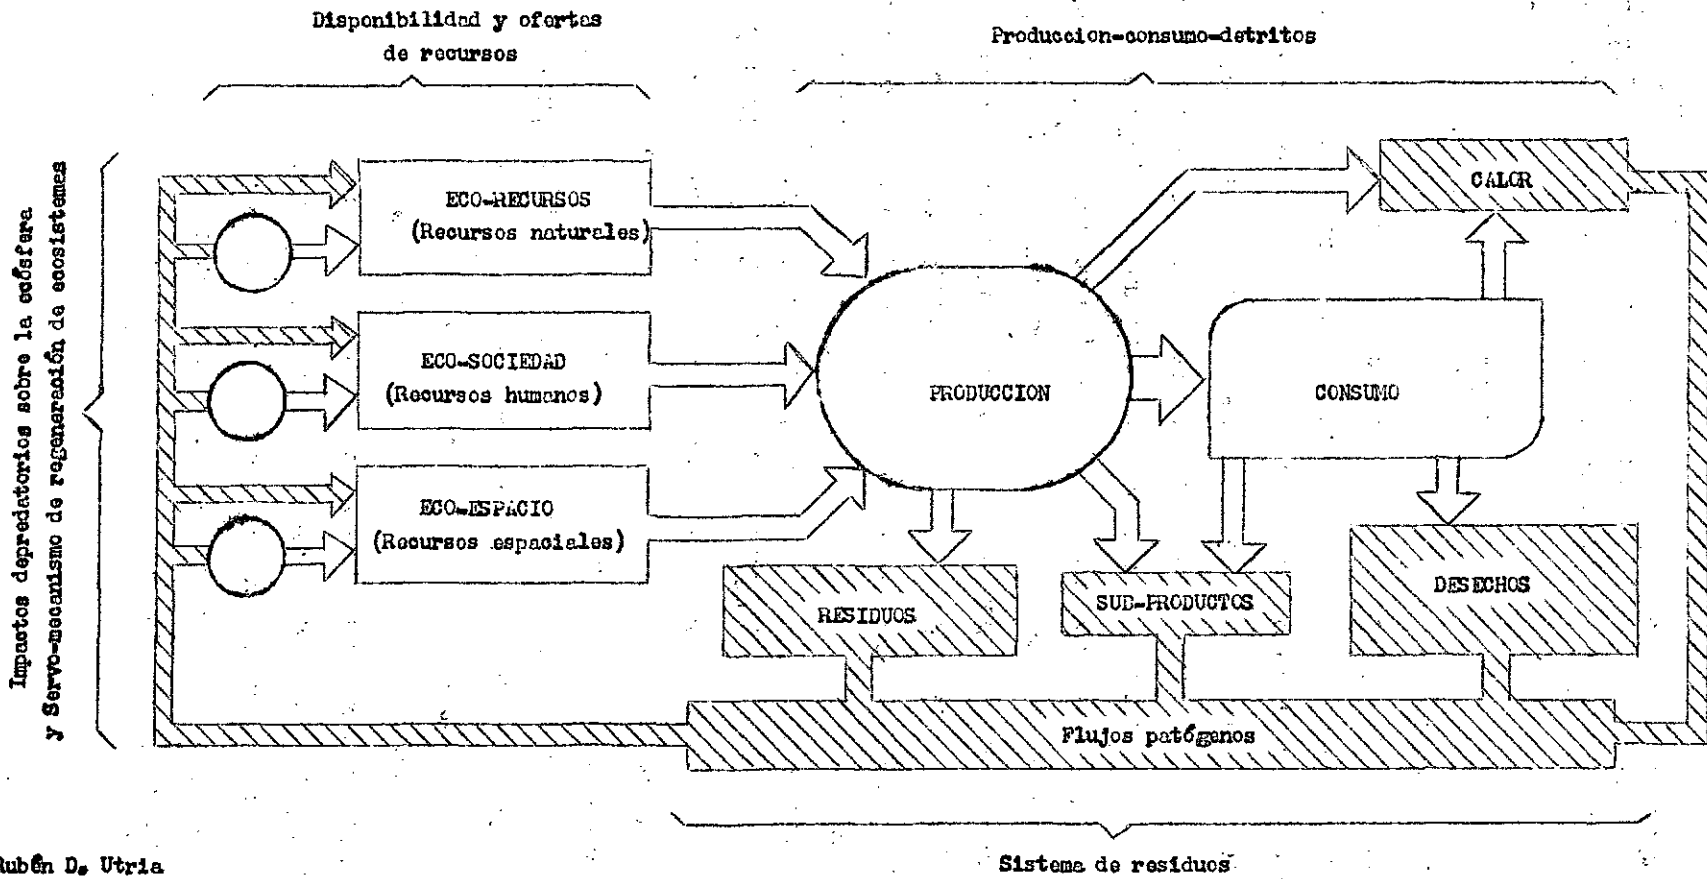 Disponibilidad y ofertas
de recursos
Produccion-consumo-detritos
Impactos depredatorios sobre la ecósfera
y Servo-mecanismo de regeneración de ecosistemas
ECO-RECURSOS
(Recursos naturales)
CALOR
ECO-SOCIEDAD
(Recursos humanos)
PRODUCCION
CONSUMO
ECO-ESPACIO
(Recursos espaciales)
RESIDUOS
SUB-PRODUCTOS
DESECHOS
Flujos patógenos
Rubén D. Utria
Sistema de residuos